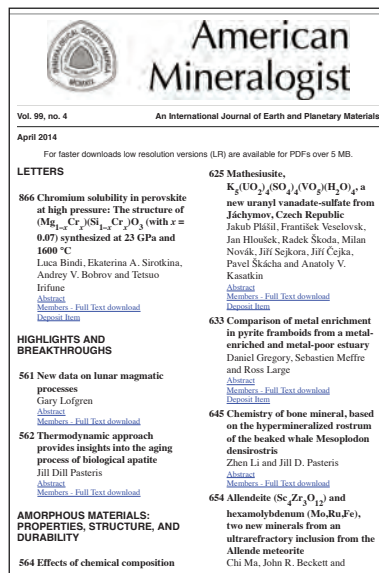 American
Mineralogist
Vol. 99, no. 4 An International Journal of Earth and Planetary Materials
April 2014
For faster downloads low resolution versions (LR) are available for PDFs over 5 MB.
LETTERS
866 Chromium solubility in perovskite
at high pressure: The structure of
(Mg1–xCrx)(Si1–xCrx)O3 (with x =
0.07) synthesized at 23 GPa and
1600 °C
Luca Bindi, Ekaterina A. Sirotkina,
Andrey V. Bobrov and Tetsuo
Irifune
Abstract
Members - Full Text download
Deposit Item
HIGHLIGHTS AND
BREAKTHROUGHS
561 New data on lunar magmatic
processes
Gary Lofgren
Abstract
Members - Full Text download
562 Thermodynamic approach
provides insights into the aging
process of biological apatite
Jill Dill Pasteris
Abstract
Members - Full Text download
AMORPHOUS MATERIALS:
PROPERTIES, STRUCTURE, AND
DURABILITY
564 Effects of chemical composition
625 Mathesiusite,
K5(UO2)4(SO4)4(VO5)(H2O)4, a
new uranyl vanadate-sulfate from
Jáchymov, Czech Republic
Jakub Plášil, František Veselovsk,
Jan Hloušek, Radek Škoda, Milan
Novák, Jiří Sejkora, Jiří Čejka,
Pavel Škácha and Anatoly V.
Kasatkin
Abstract
Members - Full Text download
Deposit Item
633 Comparison of metal enrichment
in pyrite framboids from a metal-
enriched and metal-poor estuary
Daniel Gregory, Sebastien Meffre
and Ross Large
Abstract
Members - Full Text download
Deposit Item
645 Chemistry of bone mineral, based
on the hypermineralized rostrum
of the beaked whale Mesoplodon
densirostris
Zhen Li and Jill D. Pasteris
Abstract
Members - Full Text download
654 Allendeite (Sc4Zr3O12) and
hexamolybdenum (Mo,Ru,Fe),
two new minerals from an
ultrarefractory inclusion from the
Allende meteorite
Chi Ma, John R. Beckett and